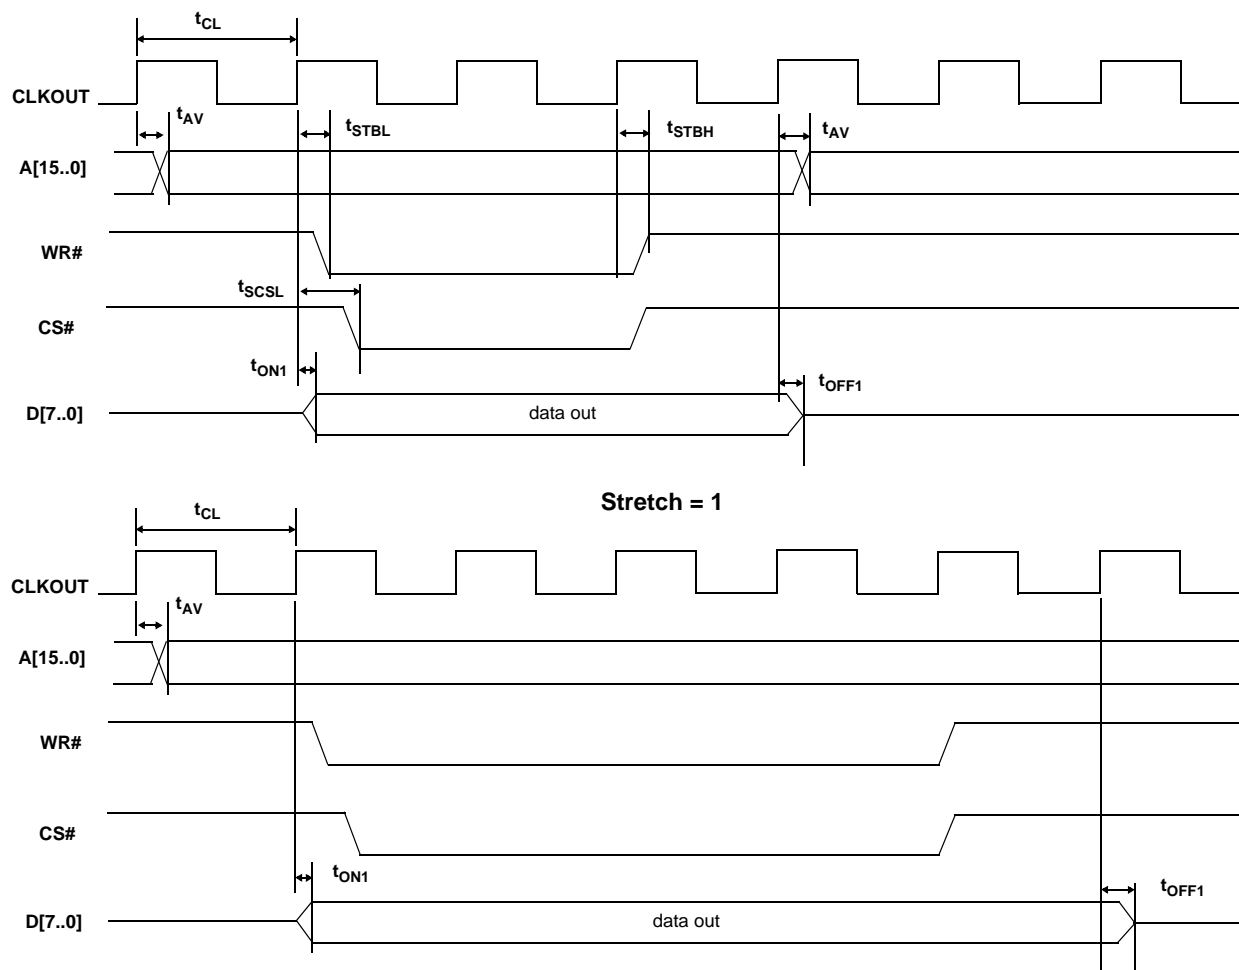 tCL
CLKOUT
tAV
tSTBL
tSTBH
tAV
A[15..0]
WR#
tSCSL
CS#
tON1
tOFF1
D[7..0]
data out
Stretch = 1
tCL
CLKOUT
tAV
A[15..0]
WR#
CS#
tON1
tOFF1
D[7..0]
data out